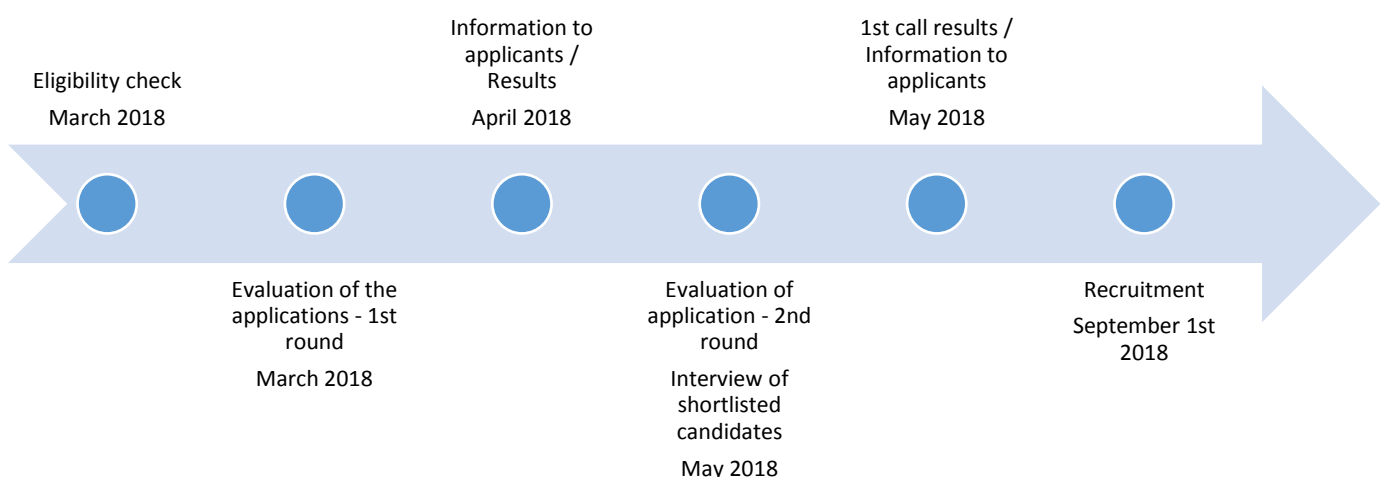 Eligibility check
March 2018
Evaluation of the
applications - 1st
round
March 2018
Information to
applicants /
Results
April 2018
Evaluation of
application - 2nd
round
Interview of
shortlisted
candidates
May 2018
1st call results /
Information to
applicants
May 2018
Recruitment
September 1st
2018